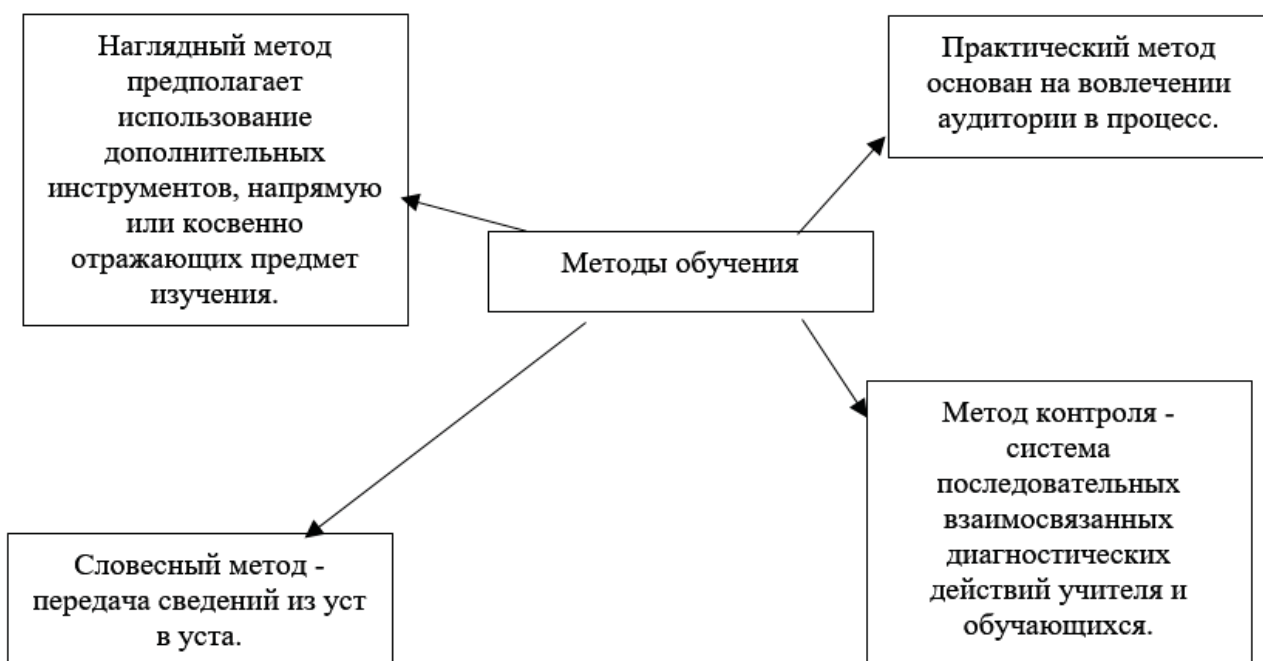 Наглядный метод
предполагает
использование
дополнительных
инструментов, напрямую
или косвенно
отражающих предмет
изучения.
Практический метод
основан на вовлечении
аудитории в процесс.
Методы обучения
Словесный метод -
передача сведений из уст
в уста.
Метод контроля -
система
последовательных
взаимосвязанных
диагностических
действий учителя и
обучающихся.